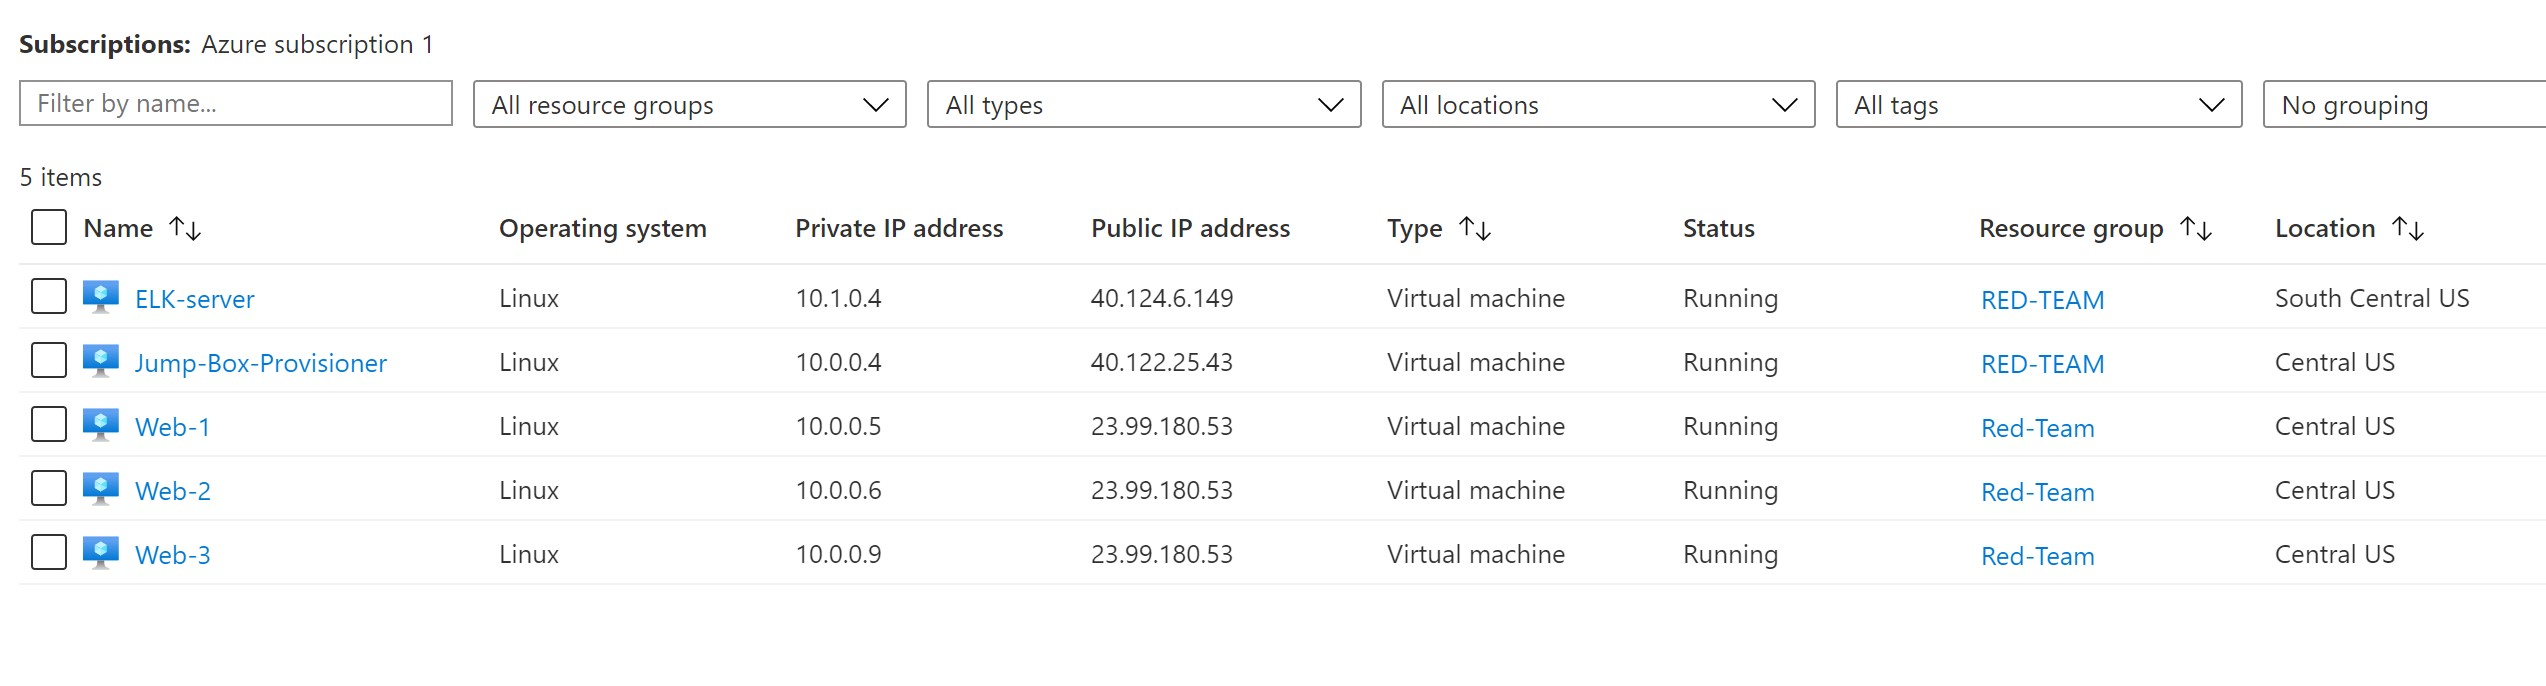 Subscriptions: Azure subscription 1
Filter by name... All resource groups All types All locations All tags No grouping
5 items
Name Operating system Private IP address Public IP address Type Status Resource group Location
ELK-server Linux 10.1.0.4 40.124.6.149 Virtual machine Running RED-TEAM South Central US
Jump-Box-Provisioner Linux 10.0.0.4 40.122.25.43 Virtual machine Running RED-TEAM Central US
Web-1 Linux 10.0.0.5 23.99.180.53 Virtual machine Running Red-Team Central US
Web-2 Linux 10.0.0.6 23.99.180.53 Virtual machine Running Red-Team Central US
Web-3 Linux 10.0.0.9 23.99.180.53 Virtual machine Running Red-Team Central US